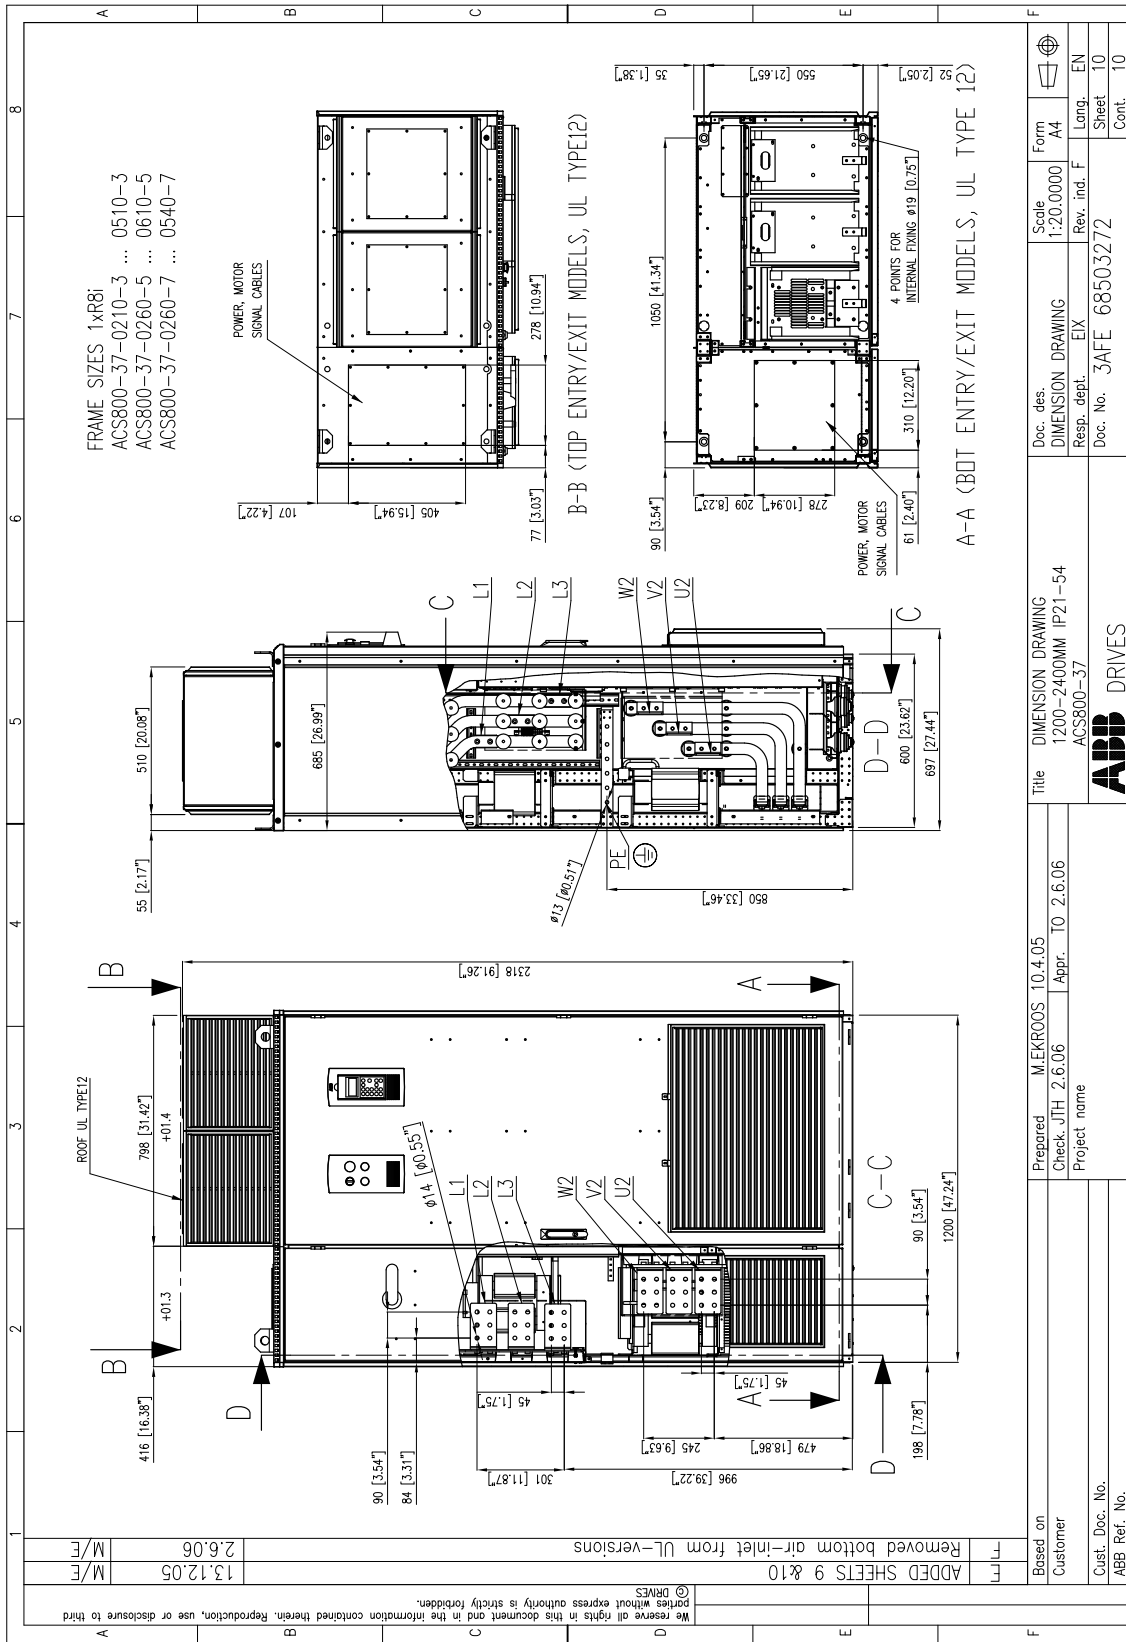 1
2
3
4
5
6
7
8
A
B
C
D
E
F
A
B
C
D
E
F
FRAME SIZES 1xR8i
ACS800-37-0210-3 ... 0510-3
ACS800-37-0260-5 ... 0610-5
ACS800-37-0260-7 ... 0540-7
B
B
ROOF UL TYPE12
416 [16.38"]
+01.3
798 [31.42"]
+01.4
2318 [91.26"]
D
D
A
A
ø14 [ø0.55"]
L1
L2
L3
W2
V2
U2
90 [3.54"]
84 [3.31"]
45 [1.75"]
301 [11.87"]
996 [39.22"]
45 [1.75"]
245 [9.63"]
479 [18.86"]
198 [7.78"]
90 [3.54"]
1200 [47.24"]
C-C
55 [2.17"]
510 [20.08"]
685 [26.99"]
C
C
L1
L2
L3
W2
V2
U2
PE
ø13 [ø0.51"]
850 [33.46"]
D-D
600 [23.62"]
697 [27.44"]
POWER, MOTOR
SIGNAL CABLES
107 [4.22"]
405 [15.94"]
77 [3.03"]
278 [10.94"]
B-B (TOP ENTRY/EXIT MODELS, UL TYPE12)
35 [1.38"]
550 [21.65"]
52 [2.05"]
1050 [41.34"]
90 [3.54"]
209 [8.23"]
278 [10.94"]
61 [2.40"]
310 [12.20"]
4 POINTS FOR
INTERNAL FIXING ø19 [0.75"]
POWER, MOTOR
SIGNAL CABLES
A-A (BOT ENTRY/EXIT MODELS, UL TYPE 12)
F Removed bottom air-inlet from UL-versions 2.6.06 M/E
E ADDED SHEETS 9 &10 13.12.05 M/E
We reserve all rights in this document and in the information contained therein. Reproduction, use or disclosure to third
parties without express authority is strictly forbidden.
© DRIVES
Based on
Customer
Cust. Doc. No.
ABB Ref. No.
Prepared M.EKROOS 10.4.05
Check. JTH 2.6.06 Appr. TO 2.6.06
Project name
Title DIMENSION DRAWING
1200-2400MM IP21-54
ACS800-37
ABB DRIVES
Doc. des.
DIMENSION DRAWING
Resp. dept. EIX
Doc. No. 3AFE 68503272
Scale
1:20.0000
Rev. ind. F
Form
A4
Lang. EN
Sheet 10
Cont. 10